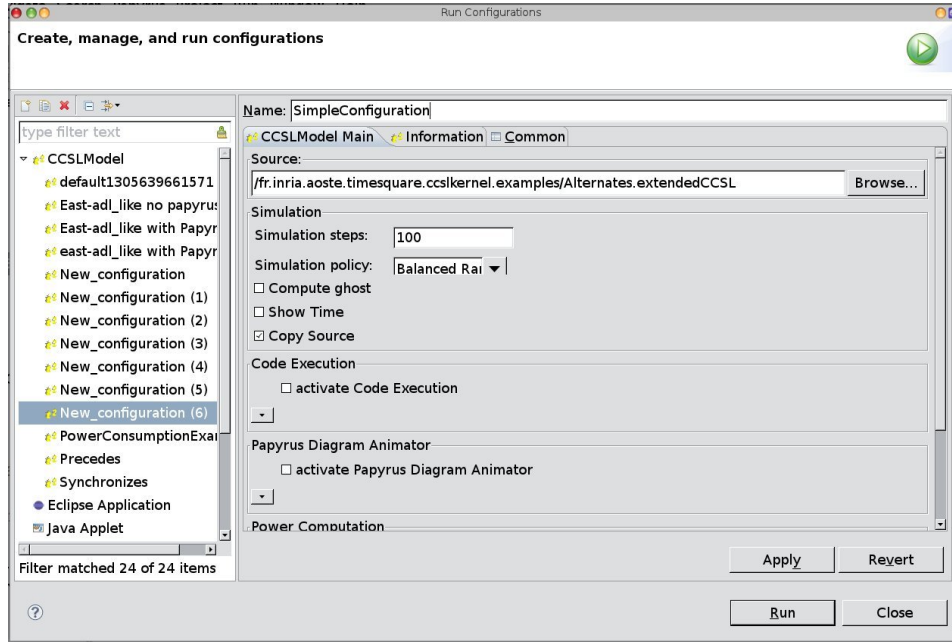 Run Configurations
Create, manage, and run configurations
type filter text
CCSLModel
default1305639661571
East-adl_like no papyrus
East-adl_like with Papyr
east-adl_like with Papyr
New_configuration
New_configuration (1)
New_configuration (2)
New_configuration (3)
New_configuration (4)
New_configuration (5)
New_configuration (6)
PowerConsumptionExa
Precedes
Synchronizes
Eclipse Application
Java Applet
Filter matched 24 of 24 items
Name: SimpleConfiguration
CCSLModel Main Information Common
Source:
/fr.inria.aoste.timesquare.ccslkernel.examples/Alternates.extendedCCSL Browse...
Simulation
Simulation steps: 100
Simulation policy: Balanced Rai
Compute ghost
Show Time
Copy Source
Code Execution
activate Code Execution
Papyrus Diagram Animator
activate Papyrus Diagram Animator
Power Computation
Apply Revert
Run Close